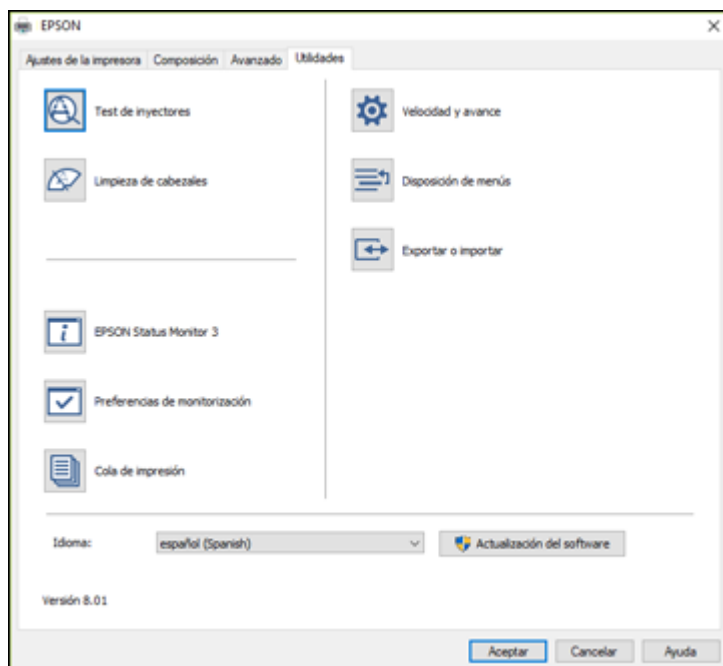 EPSON
Ajustes de la impresora Composición Avanzado Utilidades
Test de inyectores
Limpieza de cabezales
EPSON Status Monitor 3
Preferencias de monitorización
Cola de impresión
Velocidad y avance
Disposición de menús
Exportar o importar
Idoma: español (Spanish) Actualización del software
Versión 8.01
Aceptar Cancelar Ayuda